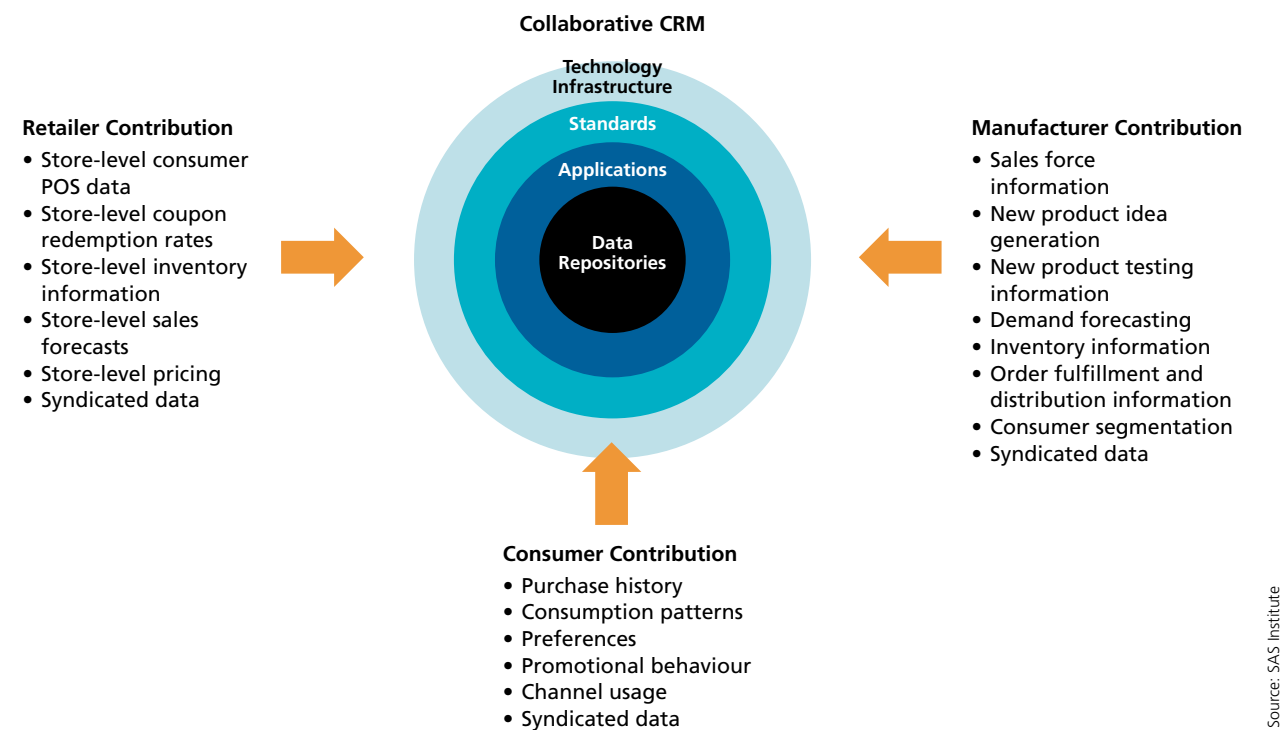 Collaborative CRM
Technology
Infrastructure
Standards
Applications
Data
Repositories
Retailer Contribution
• Store-level consumer
POS data
• Store-level coupon
redemption rates
• Store-level inventory
information
• Store-level sales
forecasts
• Store-level pricing
• Syndicated data
Manufacturer Contribution
• Sales force
information
• New product idea
generation
• New product testing
information
• Demand forecasting
• Inventory information
• Order fulfillment and
distribution information
• Consumer segmentation
• Syndicated data
Consumer Contribution
• Purchase history
• Consumption patterns
• Preferences
• Promotional behaviour
• Channel usage
• Syndicated data
Source: SAS Institute